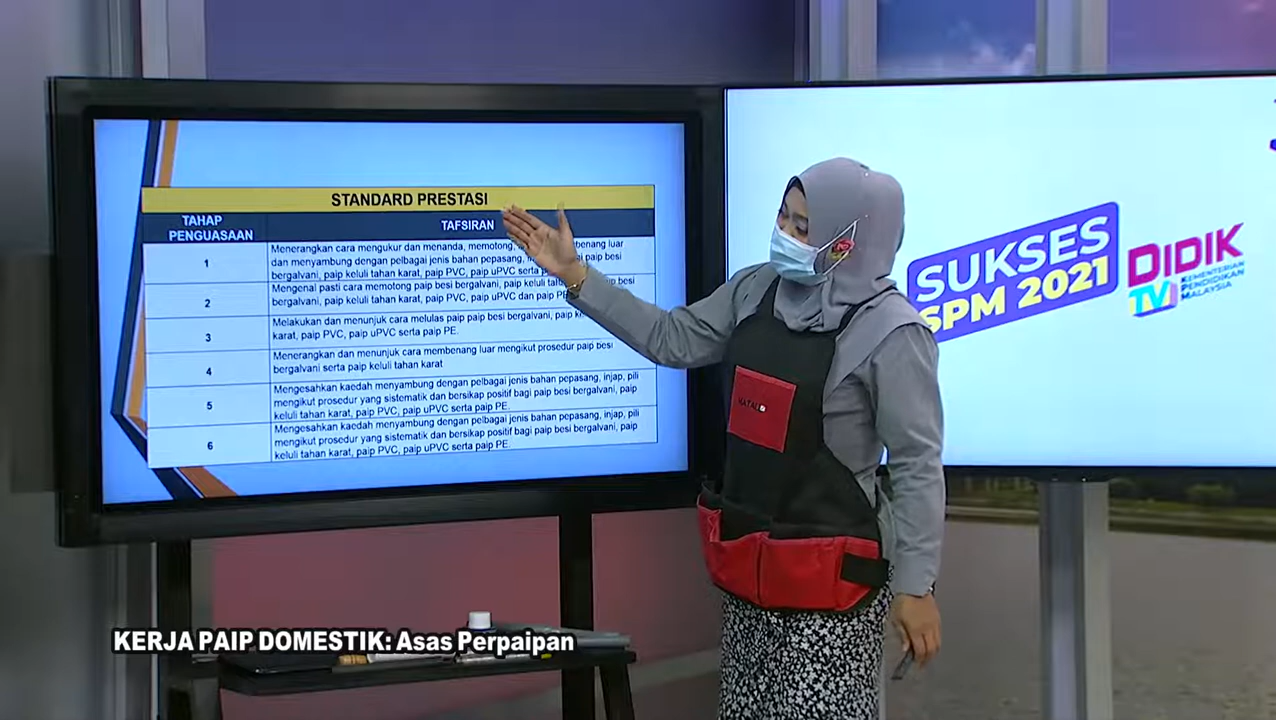 STANDARD PRESTASI
TAHAP
PENGUASAAN
TAFSIRAN
1
Menerangkan cara mengukur dan menanda, memotong, membenang luar
dan menyambung dengan pelbagai jenis bahan pepasang, paip besi
bergalvani, paip keluli tahan karat, paip PVC, paip uPVC serta
2
Mengenal pasti cara memotong paip besi bergalvani, paip keluli besi
bergalvani, paip keluli tahan karat, paip PVC, paip uPVC dan paip
3
Melakukan dan menunjuk cara melulas paip paip besi bergalvani, paip
karat, paip PVC, paip uPVC serta paip PE.
4
Menerangkan dan menunjuk cara membenang luar mengikut prosedur paip besi
bergalvani serta paip keluli tahan karat
5
Mengesahkan kaedah menyambung dengan pelbagai jenis bahan pepasang, injap, pili
mengikut prosedur yang sistematik dan bersikap positif bagi paip besi bergalvani, paip
keluli tahan karat, paip PVC, paip uPVC serta paip PE.
6
Mengesahkan kaedah menyambung dengan pelbagai jenis bahan pepasang, injap, pili
mengikut prosedur yang sistematik dan bersikap positif bagi paip besi bergalvani, paip
keluli tahan karat, paip PVC, paip uPVC serta paip PE.
SUKSES
SPM 2021
DIDIK
TV
KEMENTERIAN
PENDIDIKAN
MALAYSIA
KERJA PAIP DOMESTIK: Asas Perpaipan